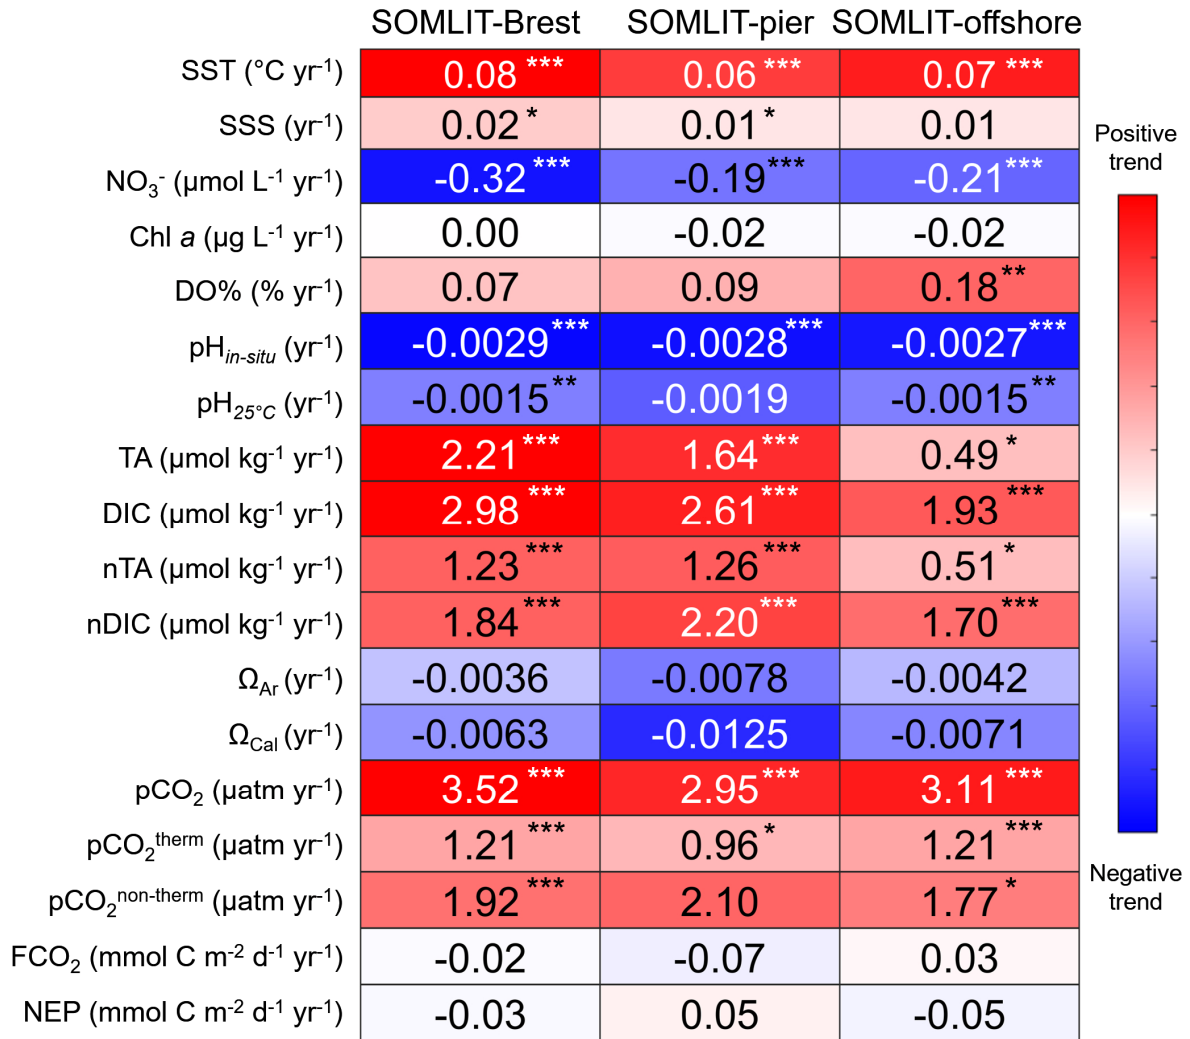 SOMLIT-Brest SOMLIT-pier SOMLIT-offshore
SST (°C yr⁻¹) 0.08 *** 0.06 *** 0.07 ***
SSS (yr⁻¹) 0.02 * 0.01 * 0.01
NO₃⁻ (µmol L⁻¹ yr⁻¹) -0.32 *** -0.19 *** -0.21 ***
Chl a (µg L⁻¹ yr⁻¹) 0.00 -0.02 -0.02
DO% (% yr⁻¹) 0.07 0.09 0.18 **
pH in-situ (yr⁻¹) -0.0029 *** -0.0028 *** -0.0027 ***
pH 25°C (yr⁻¹) -0.0015 ** -0.0019 -0.0015 **
TA (µmol kg⁻¹ yr⁻¹) 2.21 *** 1.64 *** 0.49 *
DIC (µmol kg⁻¹ yr⁻¹) 2.98 *** 2.61 *** 1.93 ***
nTA (µmol kg⁻¹ yr⁻¹) 1.23 *** 1.26 *** 0.51 *
nDIC (µmol kg⁻¹ yr⁻¹) 1.84 *** 2.20 *** 1.70 ***
Ω Ar (yr⁻¹) -0.0036 -0.0078 -0.0042
Ω Cal (yr⁻¹) -0.0063 -0.0125 -0.0071
pCO₂ (µatm yr⁻¹) 3.52 *** 2.95 *** 3.11 ***
pCO₂ therm (µatm yr⁻¹) 1.21 *** 0.96 * 1.21 ***
pCO₂ non-therm (µatm yr⁻¹) 1.92 *** 2.10 1.77 *
FCO₂ (mmol C m⁻² d⁻¹ yr⁻¹) -0.02 -0.07 0.03
NEP (mmol C m⁻² d⁻¹ yr⁻¹) -0.03 0.05 -0.05
Positive
trend
Negative
trend